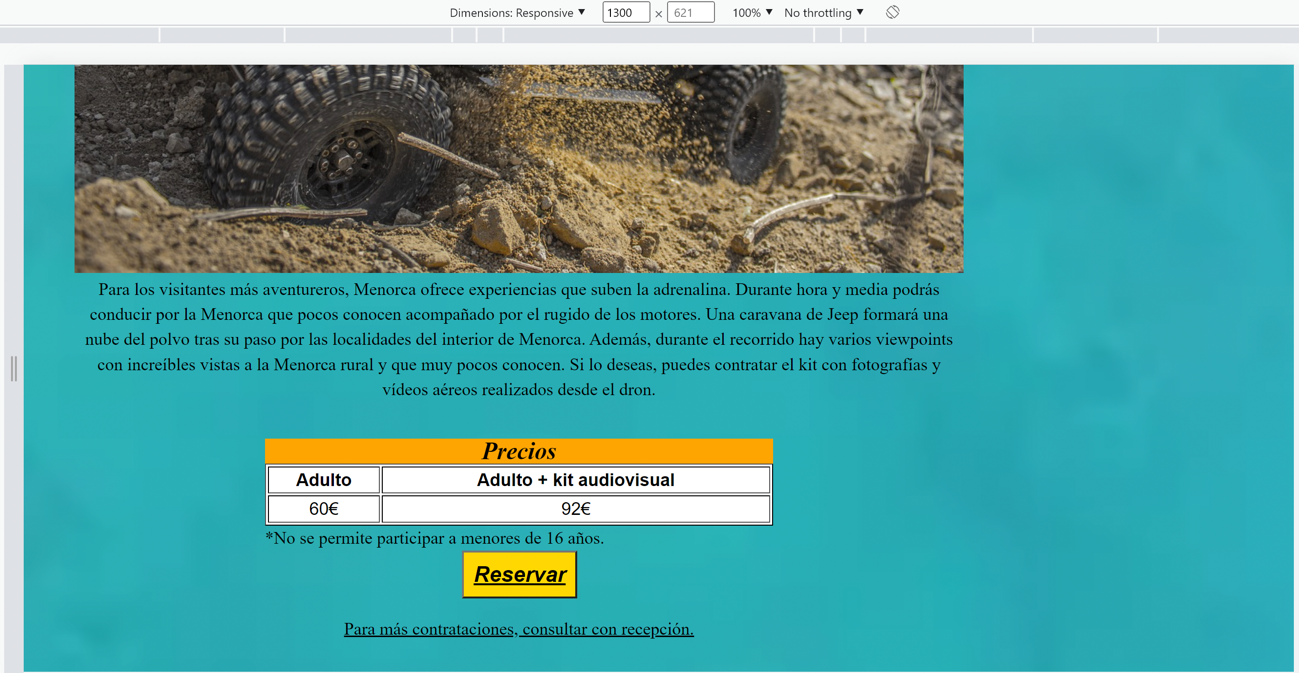 Dimensions: Responsive ▼ 1300 × 621 100% ▼ No throttling ▼
Para los visitantes más aventureros, Menorca ofrece experiencias que suben la adrenalina. Durante hora y media podrás
conducir por la Menorca que pocos conocen acompañado por el rugido de los motores. Una caravana de Jeep formará una
nube del polvo tras su paso por las localidades del interior de Menorca. Además, durante el recorrido hay varios viewpoints
con increíbles vistas a la Menorca rural y que muy pocos conocen. Si lo deseas, puedes contratar el kit con fotografías y
vídeos aéreos realizados desde el dron.
Precios
Adulto Adulto + kit audiovisual
60€ 92€
*No se permite participar a menores de 16 años.
Reservar
Para más contrataciones, consultar con recepción.